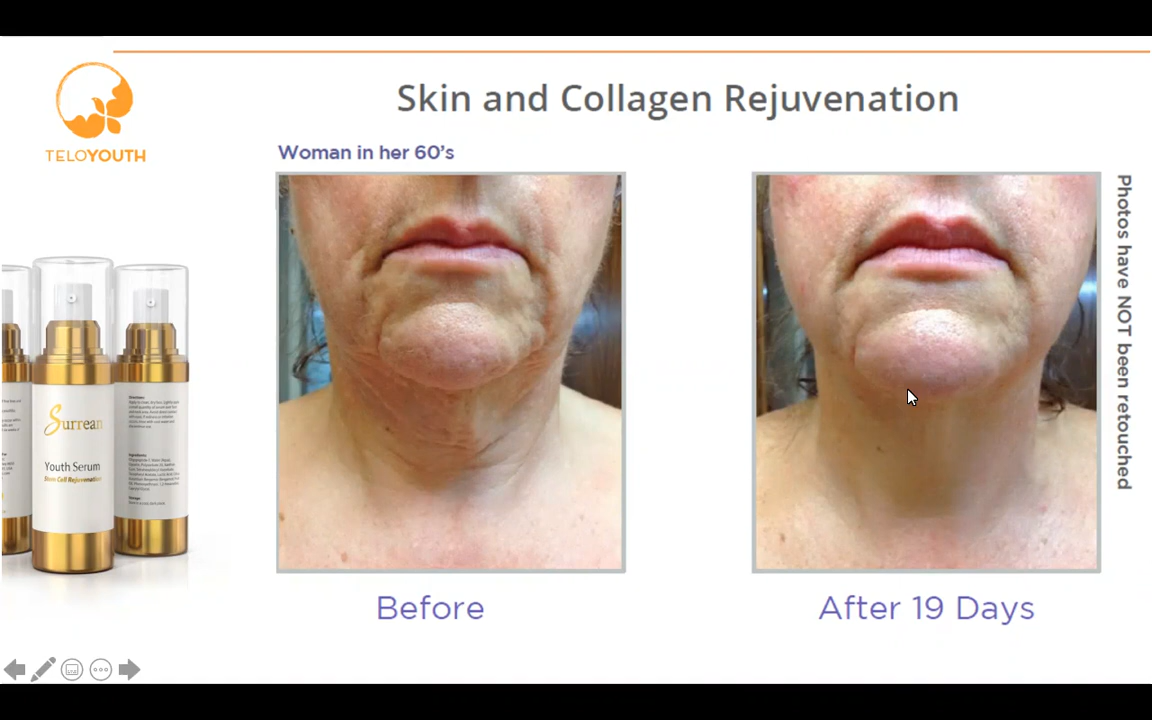 TELOYOUTH
Skin and Collagen Rejuvenation
Woman in her 60's
Photos have NOT been retouched
Surrean
Youth Serum
Stem Cell Rejuvenation
Before
After 19 Days